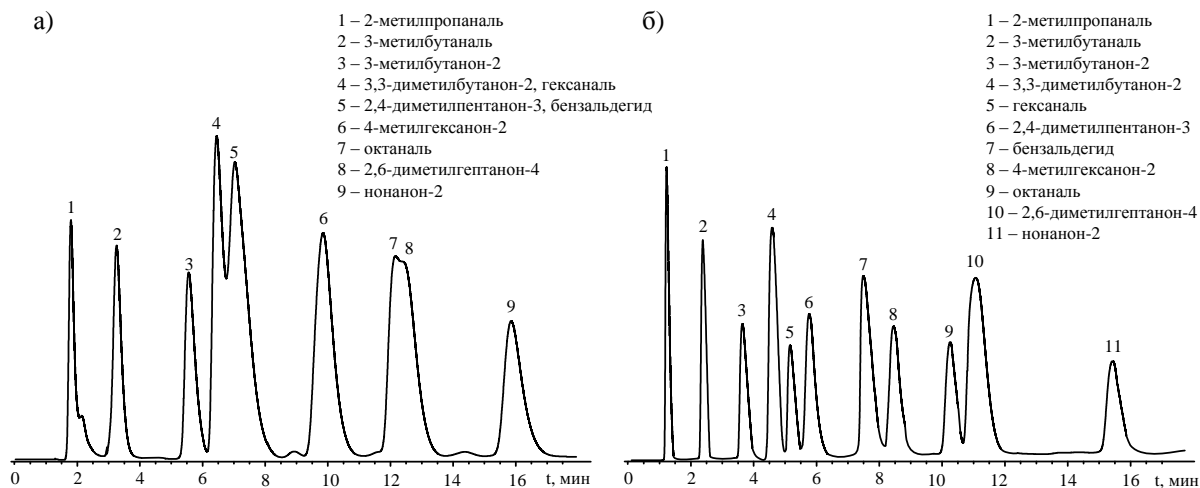 а)
1 – 2-метилпропаналь
2 – 3-метилбутаналь
3 – 3-метилбутанон-2
4 – 3,3-диметилбутанон-2, гексаналь
5 – 2,4-диметилпентанон-3, бензальдегид
6 – 4-метилгексанон-2
7 – октаналь
8 – 2,6-диметилгептанон-4
9 – нонанон-2
1
2
3
4
5
6
7
8
9
0 2 4 6 8 10 12 14 16 t, мин
б)
1 – 2-метилпропаналь
2 – 3-метилбутаналь
3 – 3-метилбутанон-2
4 – 3,3-диметилбутанон-2
5 – гексаналь
6 – 2,4-диметилпентанон-3
7 – бензальдегид
8 – 4-метилгексанон-2
9 – октаналь
10 – 2,6-диметилгептанон-4
11 – нонанон-2
1
2
3
4
5
6
7
8
9
10
11
0 2 4 6 8 10 12 14 16 t, мин